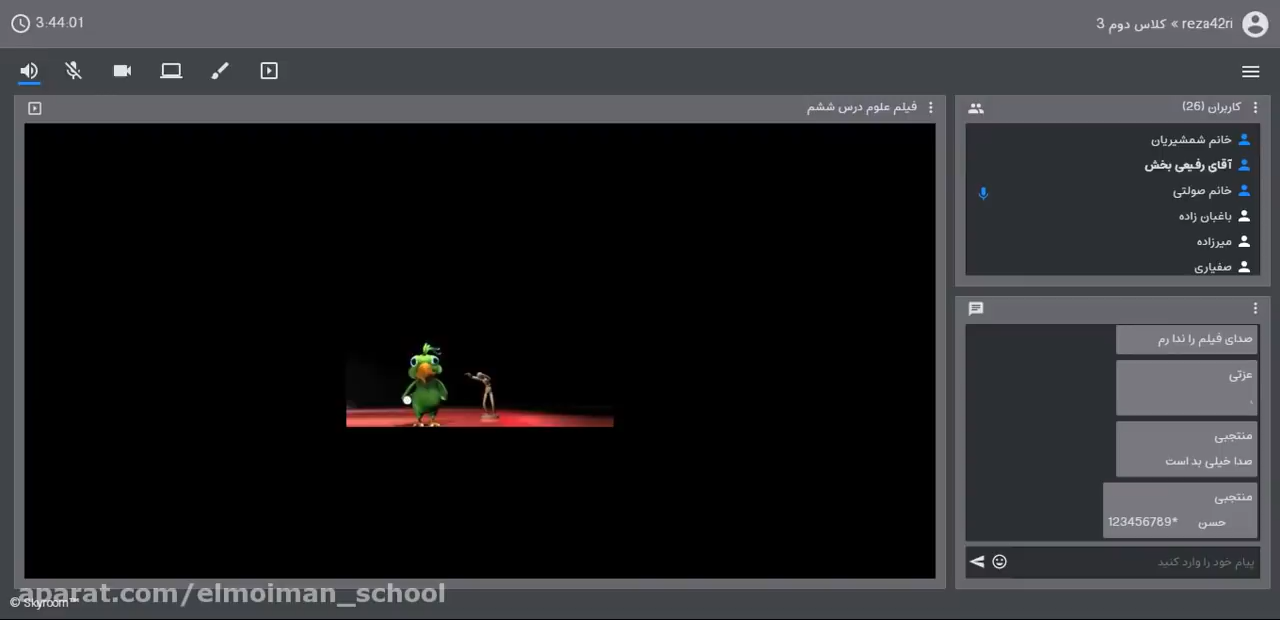 3:44:01
reza42ri » کلاس دوم 3
فیلم علوم درس ششم
کاربران (26)
خانم شمشیریان
آقای رفیعی بخش
خانم صولتی
باغبان زاده
میرزاده
صفیاری
صدای فیلم را ندا رم
عزتی
،
منتجبی
صدا خیلی بد است
منتجبی
حسن     123456789*
پیام خود را وارد کنید
aparat.com/elmoiman_school
© Skyroom™